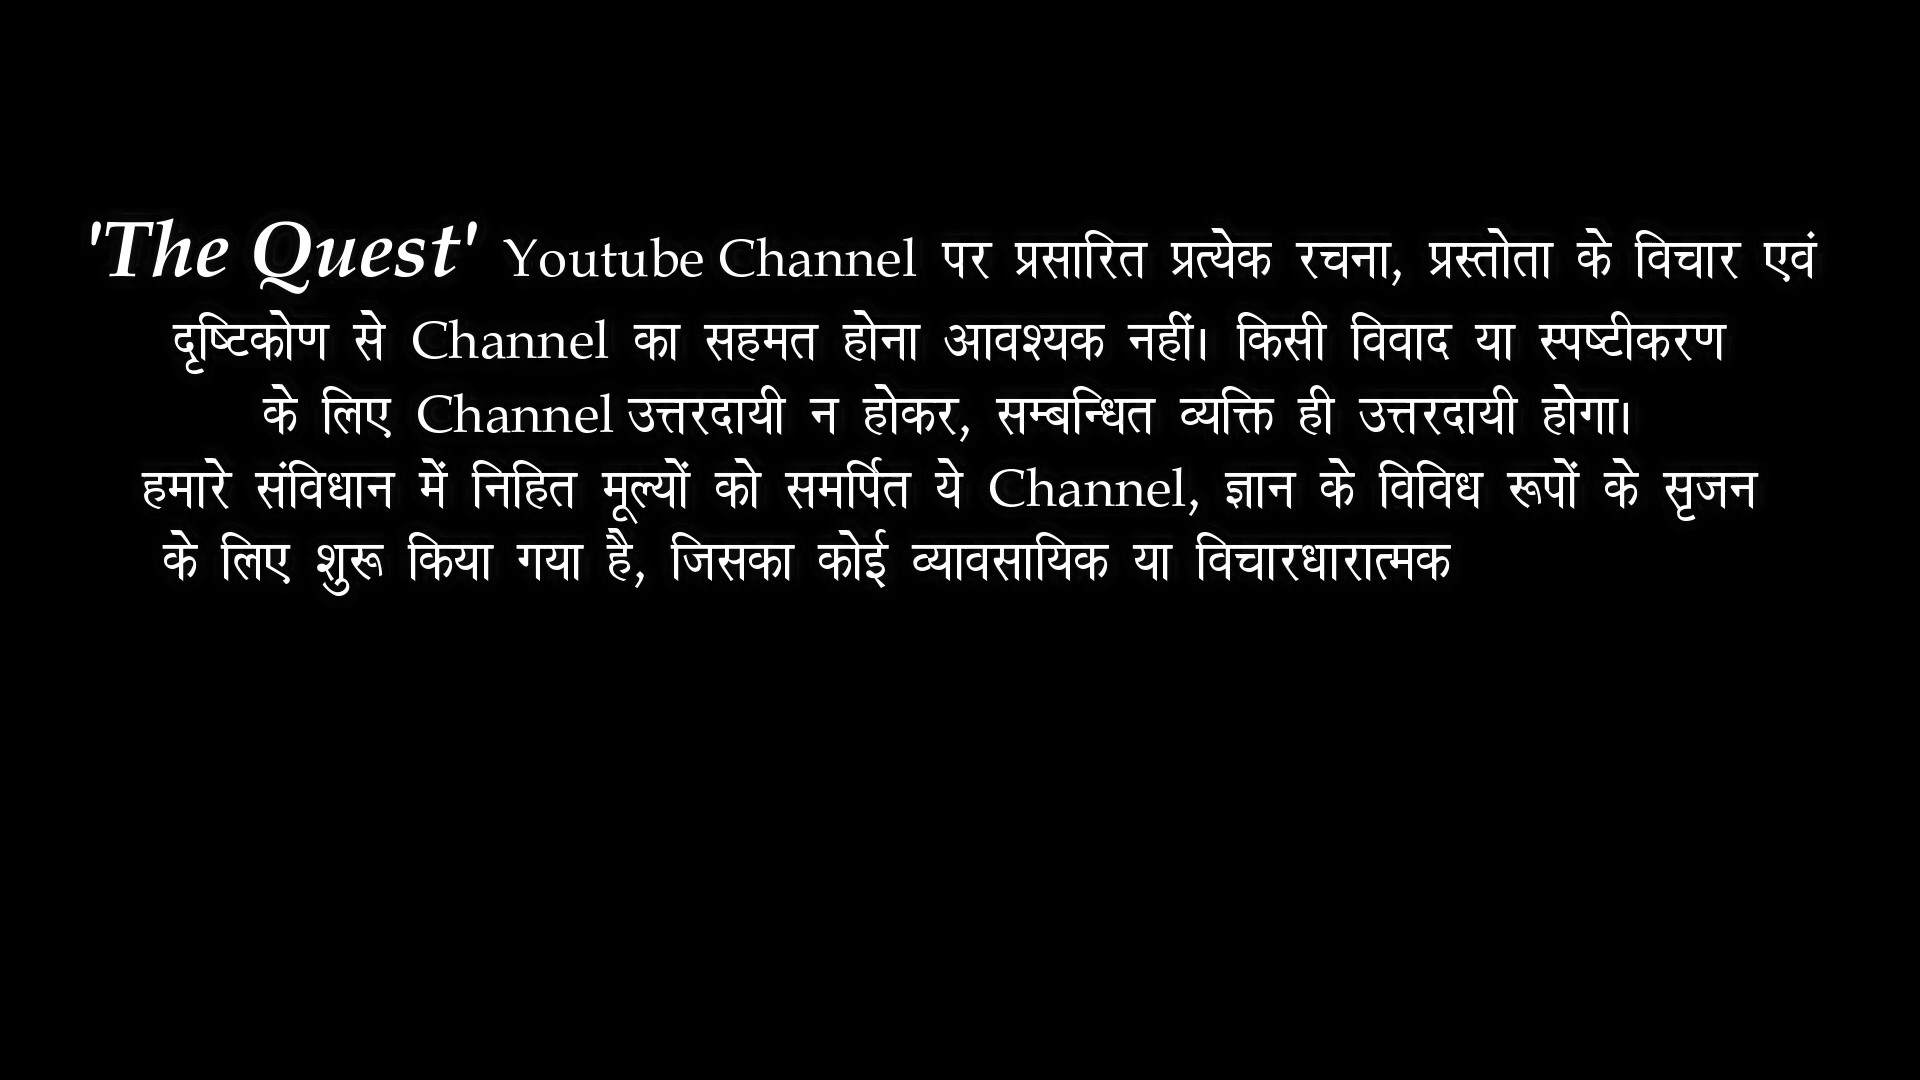 'The Quest' Youtube Channel पर प्रसारित प्रत्येक रचना, प्रस्तोता के विचार एवं
दृष्टिकोण से Channel का सहमत होना आवश्यक नहीं। किसी विवाद या स्पष्टीकरण
के लिए Channel उत्तरदायी न होकर, सम्बन्धित व्यक्ति ही उत्तरदायी होगा।
हमारे संविधान में निहित मूल्यों को समर्पित ये Channel, ज्ञान के विविध रूपों के सृजन
के लिए शुरू किया गया है, जिसका कोई व्यावसायिक या विचारधारात्मक